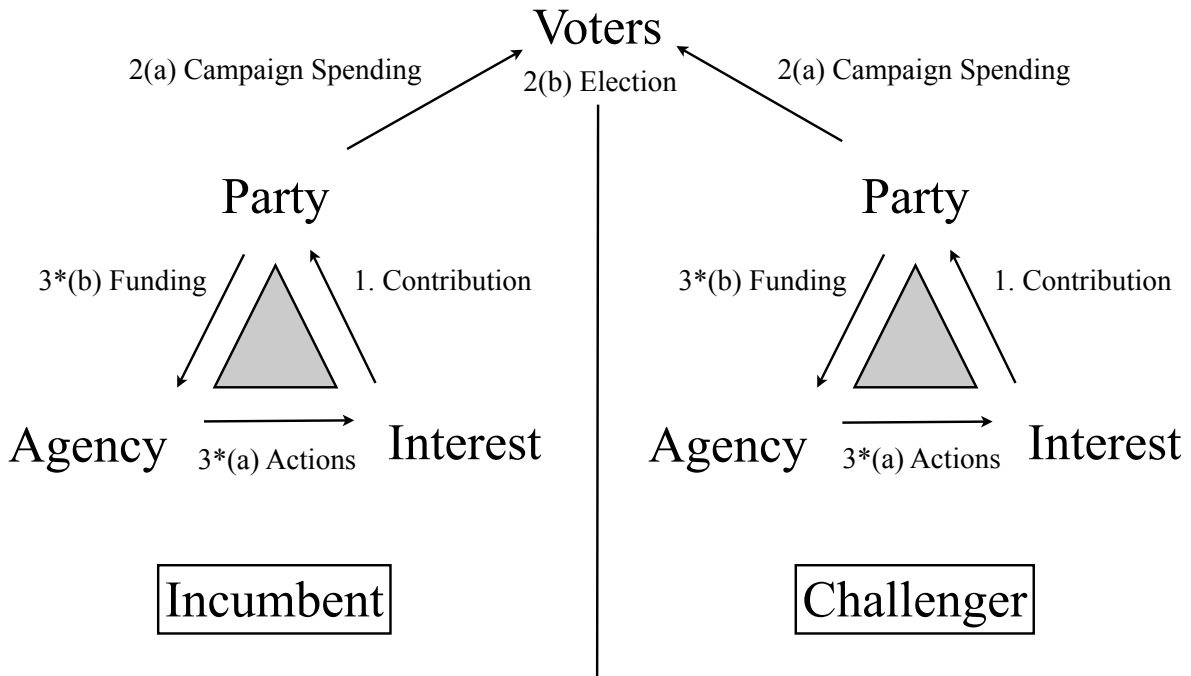 Voters
2(a) Campaign Spending
2(b) Election
2(a) Campaign Spending
Party
Party
3*(b) Funding
1. Contribution
3*(b) Funding
1. Contribution
Agency
3*(a) Actions
Interest
Agency
3*(a) Actions
Interest
Incumbent
Challenger